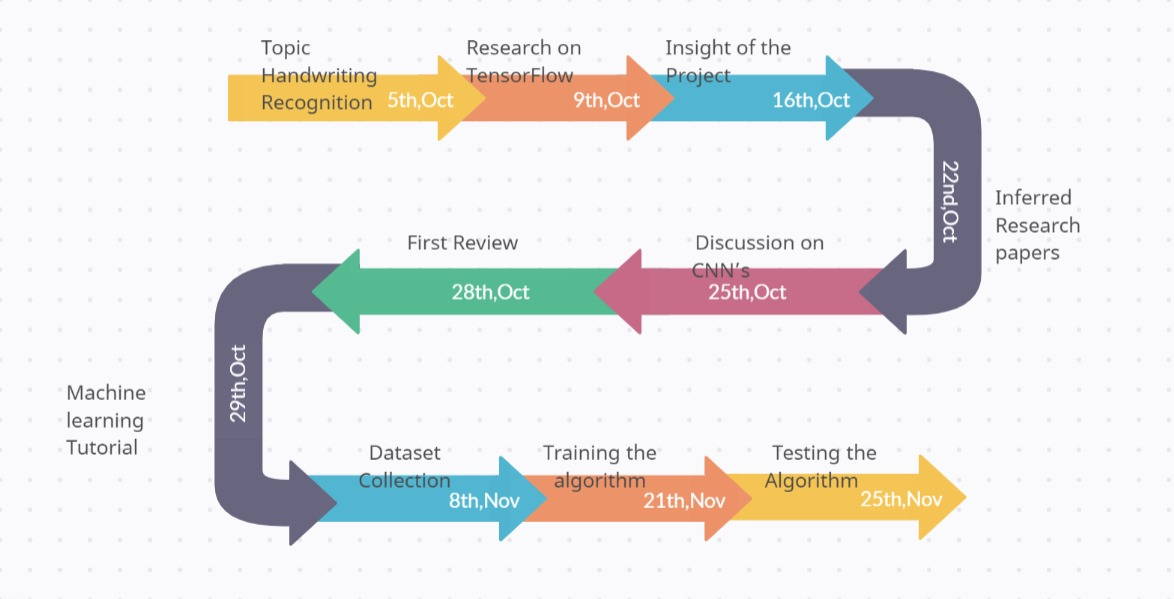 Topic
Handwriting
Recognition
5th,Oct
Research on
TensorFlow
9th,Oct
Insight of the
Project
16th,Oct
22nd,Oct
Inferred
Research
papers
Discussion on
CNN's
25th,Oct
First Review
28th,Oct
29th,Oct
Machine
learning
Tutorial
Dataset
Collection
8th,Nov
Training the
algorithm
21th,Nov
Testing the
Algorithm
25th,Nov